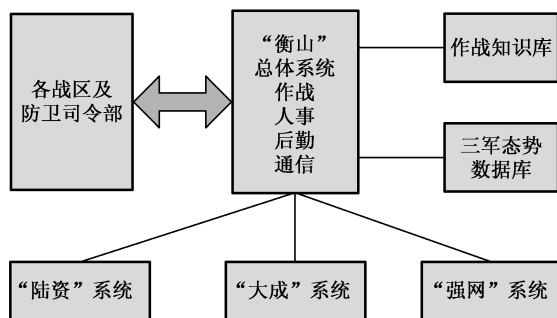 各战区及
防卫司令部
“衡山”
总体系统
作战
人事
后勤
通信
作战知识库
三军态势
数据库
“陆资”系统
“大成”系统
“强网”系统